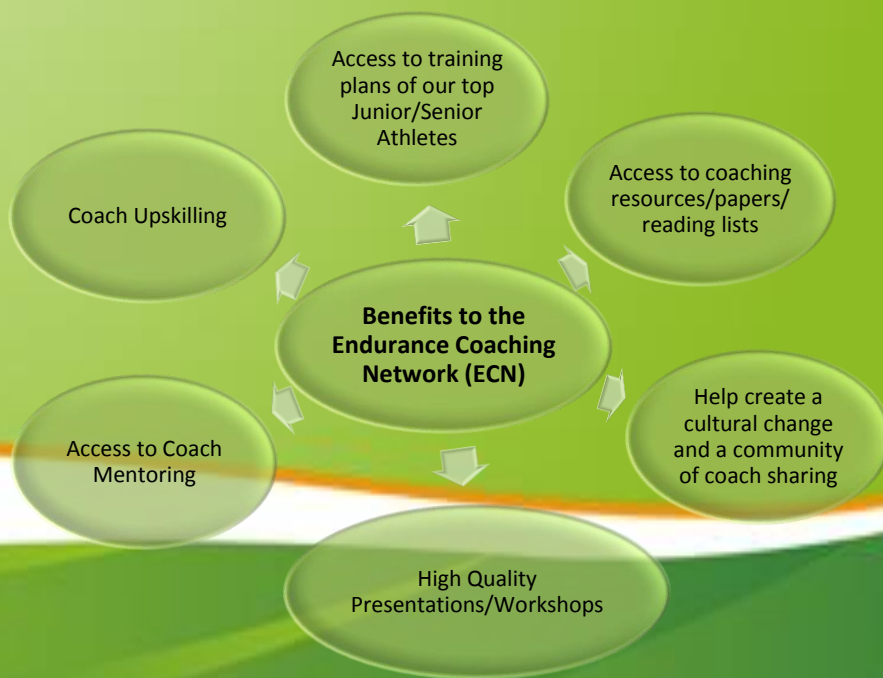 Access to training
plans of our top
Junior/Senior
Athletes
Coach Upskilling
Access to coaching
resources/papers/
reading lists
Benefits to the
Endurance Coaching
Network (ECN)
Access to Coach
Mentoring
Help create a
cultural change
and a community
of coach sharing
High Quality
Presentations/Workshops